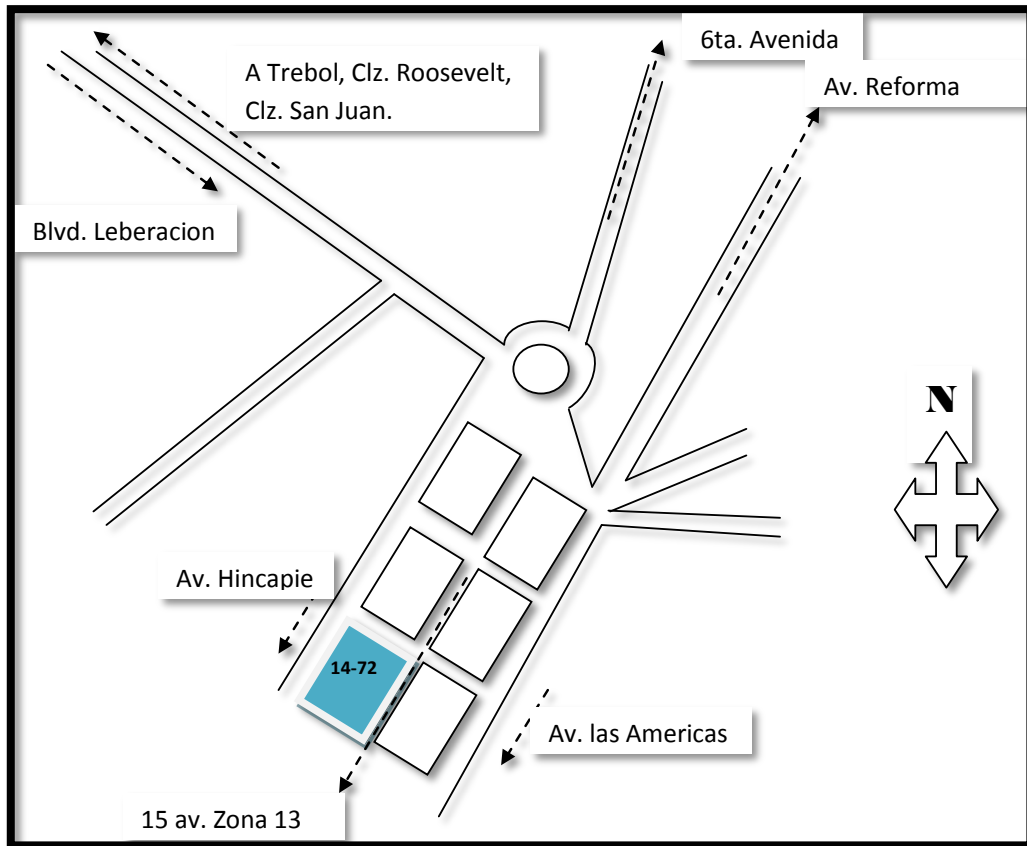 6ta. Avenida
A Trebol, Clz. Roosevelt,
Clz. San Juan.
Av. Reforma
Blvd. Leberacion
N
Av. Hincapie
14-72
Av. las Americas
15 av. Zona 13